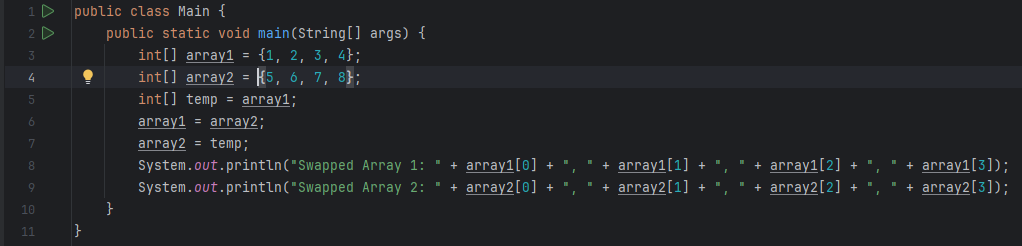 1 public class Main {
2 public static void main(String[] args) {
3 int[] array1 = {1, 2, 3, 4};
4 int[] array2 = {5, 6, 7, 8};
5 int[] temp = array1;
6 array1 = array2;
7 array2 = temp;
8 System.out.println("Swapped Array 1: " + array1[0] + ", " + array1[1] + ", " + array1[2] + ", " + array1[3]);
9 System.out.println("Swapped Array 2: " + array2[0] + ", " + array2[1] + ", " + array2[2] + ", " + array2[3]);
10 }
11 }